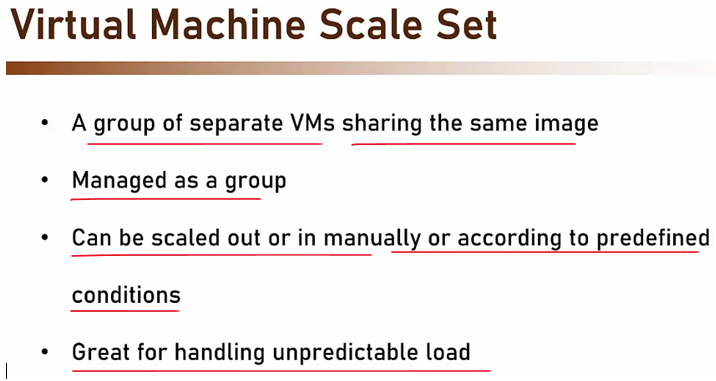 Virtual Machine Scale Set
• A group of separate VMs sharing the same image
• Managed as a group
• Can be scaled out or in manually or according to predefined
conditions
• Great for handling unpredictable load